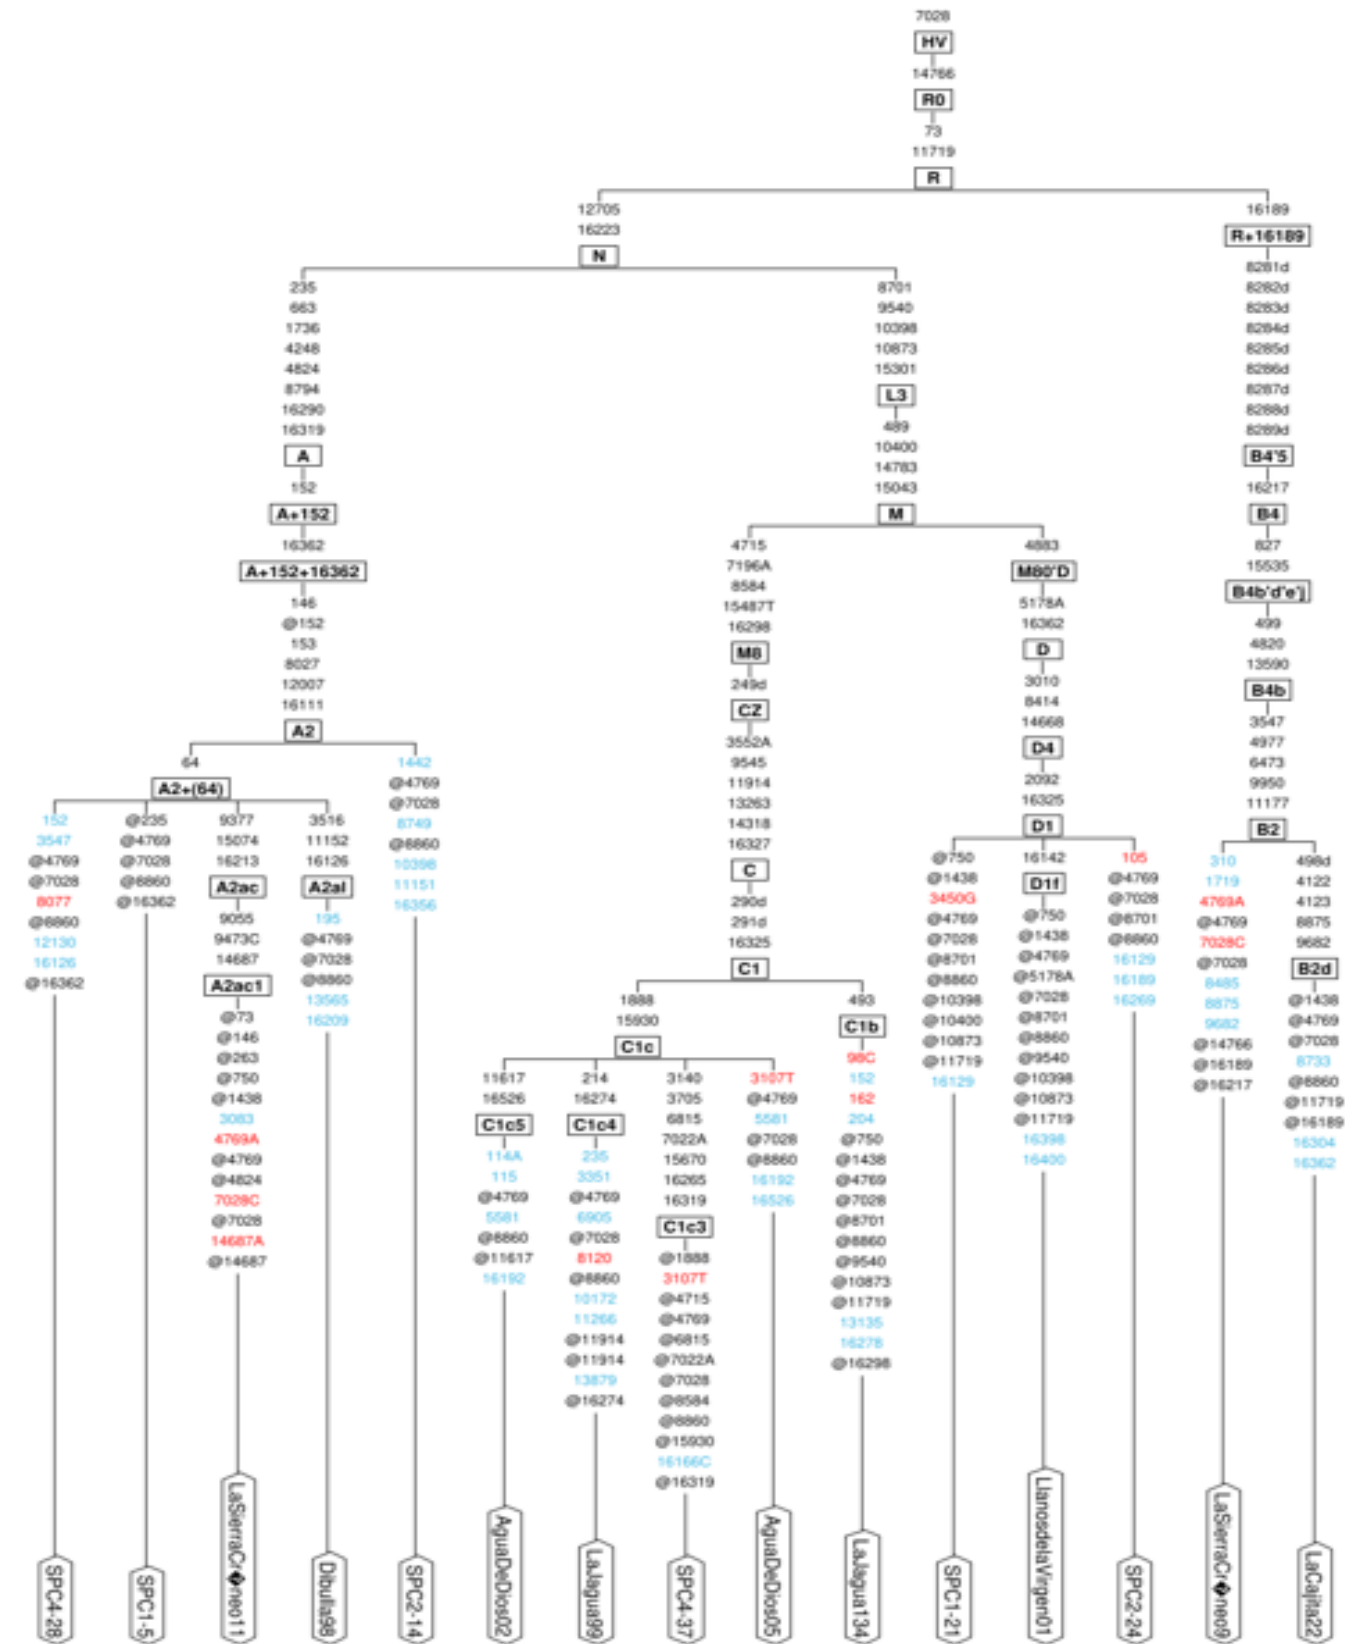 7028
HV
14766
R0
73
11719
R
12705
16223
N
235
663
1736
4248
4824
8794
16290
16319
A
152
A+152
16362
A+152+16362
146
@152
153
8027
12007
16111
A2
64
A2+(64)
152
3547
@4769
@7028
8077
@8860
12130
16126
@16362
SPC4-28
@235
@4769
@7028
@8860
@16362
SPC1-5
9377
15074
16213
A2ac
9055
9473C
14687
A2ac1
@73
@146
@263
@750
@1438
3083
4769A
@4769
@4824
7028C
@7028
14687A
@14687
LaSierraCr�neo11
3516
11152
16126
A2al
195
@4769
@7028
@8860
13565
16209
Dibulla98
1442
@4769
@7028
8749
@8860
10398
11151
16356
SPC2-14
8701
9540
10398
10873
15301
L3
489
10400
14783
15043
M
4715
7196A
8584
15487T
16298
M8
249d
CZ
3552A
9545
11914
13263
14318
16327
C
290d
291d
16325
C1
1888
15930
C1c
11617
16526
C1c5
114A
115
@4769
5581
@8860
@11617
16192
AguaDeDios02
214
16274
C1c4
235
3351
@4769
6905
@7028
8120
@8860
10172
11266
@11914
@11914
13879
@16274
LaJagua99
3140
3705
6815
7022A
15670
16265
16319
C1c3
@1888
3107T
@4715
@4769
@6815
@7022A
@7028
@8584
@8860
@15930
16166C
@16319
SPC4-37
3107T
@4769
5581
@7028
@8860
16192
16526
AguaDeDios05
493
C1b
98C
152
162
204
@750
@1438
@4769
@7028
@8701
@8860
@9540
@10873
@11719
13135
16278
@16298
LaJagua134
4883
M80'D
5178A
16362
D
3010
8414
14668
D4
2092
16325
D1
@750
@1438
3450G
@4769
@7028
@8701
@8860
@10398
@10400
@10873
@11719
16129
SPC1-21
16142
D1f
@750
@1438
@4769
@5178A
@7028
@8701
@8860
@9540
@10398
@10873
@11719
16398
16400
LlanosdelaVirgen01
105
@4769
@7028
@8701
@8860
16129
16189
16269
SPC2-24
16189
R+16189
8281d
8282d
8283d
8284d
8285d
8286d
8287d
8288d
8289d
B4'5
16217
B4
827
15535
B4b'd'e'j
499
4820
13590
B4b
3547
4977
6473
9950
11177
B2
310
1719
4769A
@4769
7028C
@7028
8485
8875
9682
@14766
@16189
@16217
LaSierraCr�neo9
498d
4122
4123
8875
9682
B2d
@1438
@4769
@7028
8733
@8860
@11719
@16189
16304
16362
LaCajita22